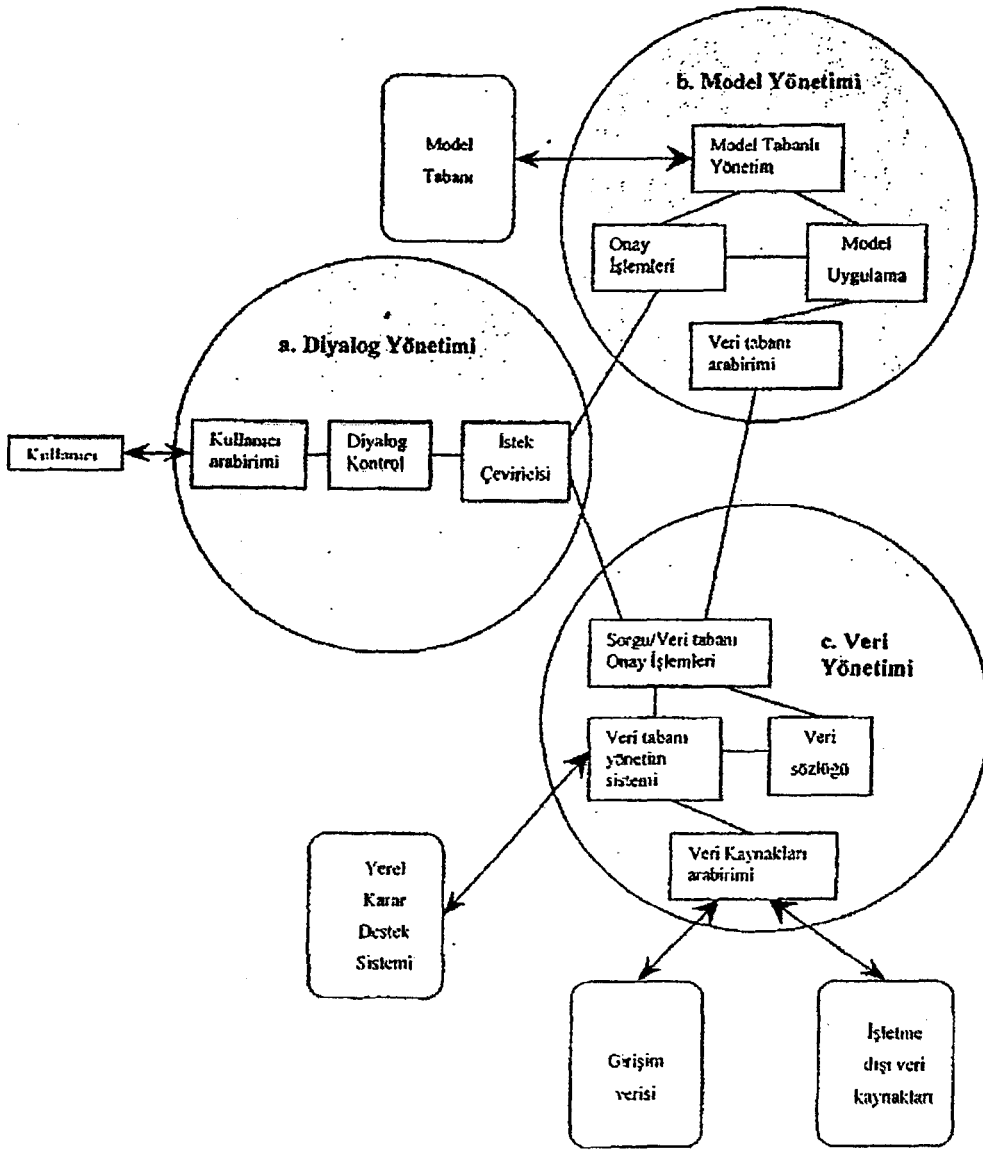 b. Model Yönetimi
Model
Tabanı
Model Tabanlı
Yönetim
Onay
İşlemleri
Model
Uygulama
Veri tabanı
arabirimi
a. Diyalog Yönetimi
Kullanıcı
Kullanıcı
arabirimi
Diyalog
Kontrol
İstek
Çeviricisi
Sorgu/Veri tabanı
Onay İşlemleri
c. Veri
Yönetimi
Veri tabanı
yönetim
sistemi
Veri
sözlüğü
Veri Kaynakları
arabirimi
Yerel
Karar
Destek
Sistemi
Girişim
verisi
İşletme
dışı veri
kaynakları